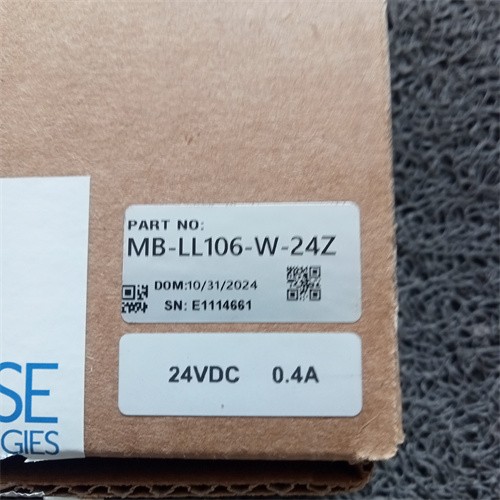 PART NO:
MB-LL106-W-24Z
DOM:10/31/2024
SN: E1114661
24VDC 0.4A
SE
GIES